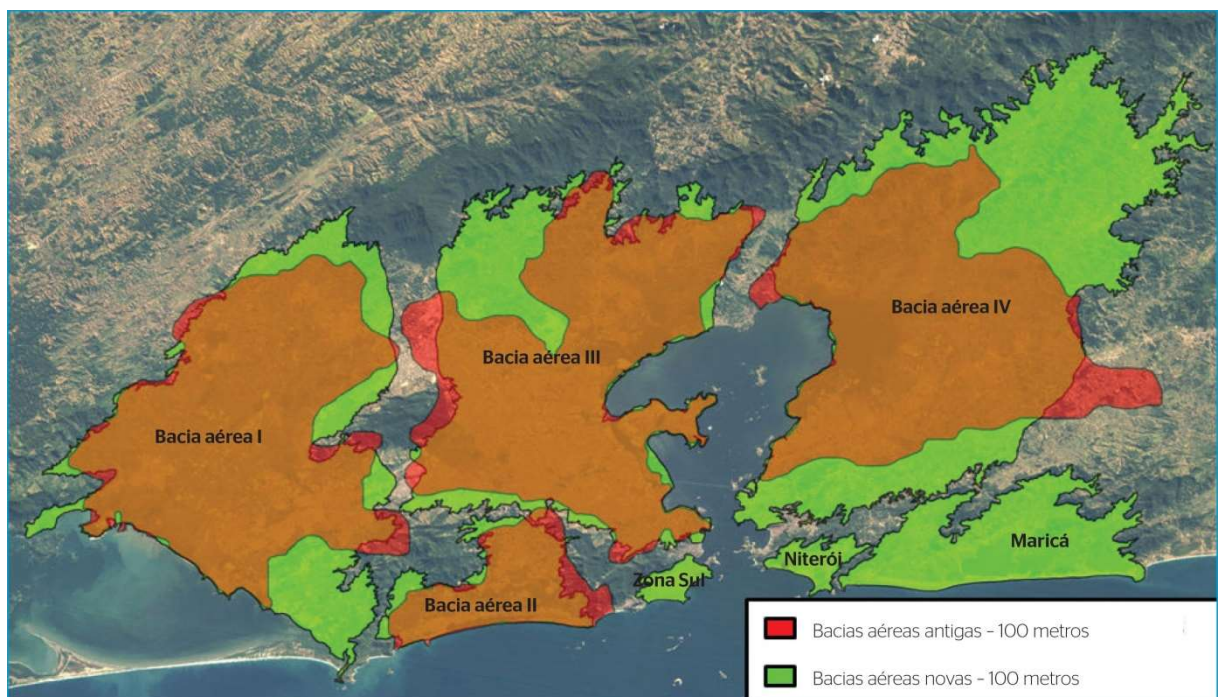 Bacia aérea IV
Bacia aérea III
Bacia aérea I
Maricá
Niterói
Zona Sul
Bacia aérea II
Bacias aéreas antigas – 100 metros
Bacias aéreas novas – 100 metros